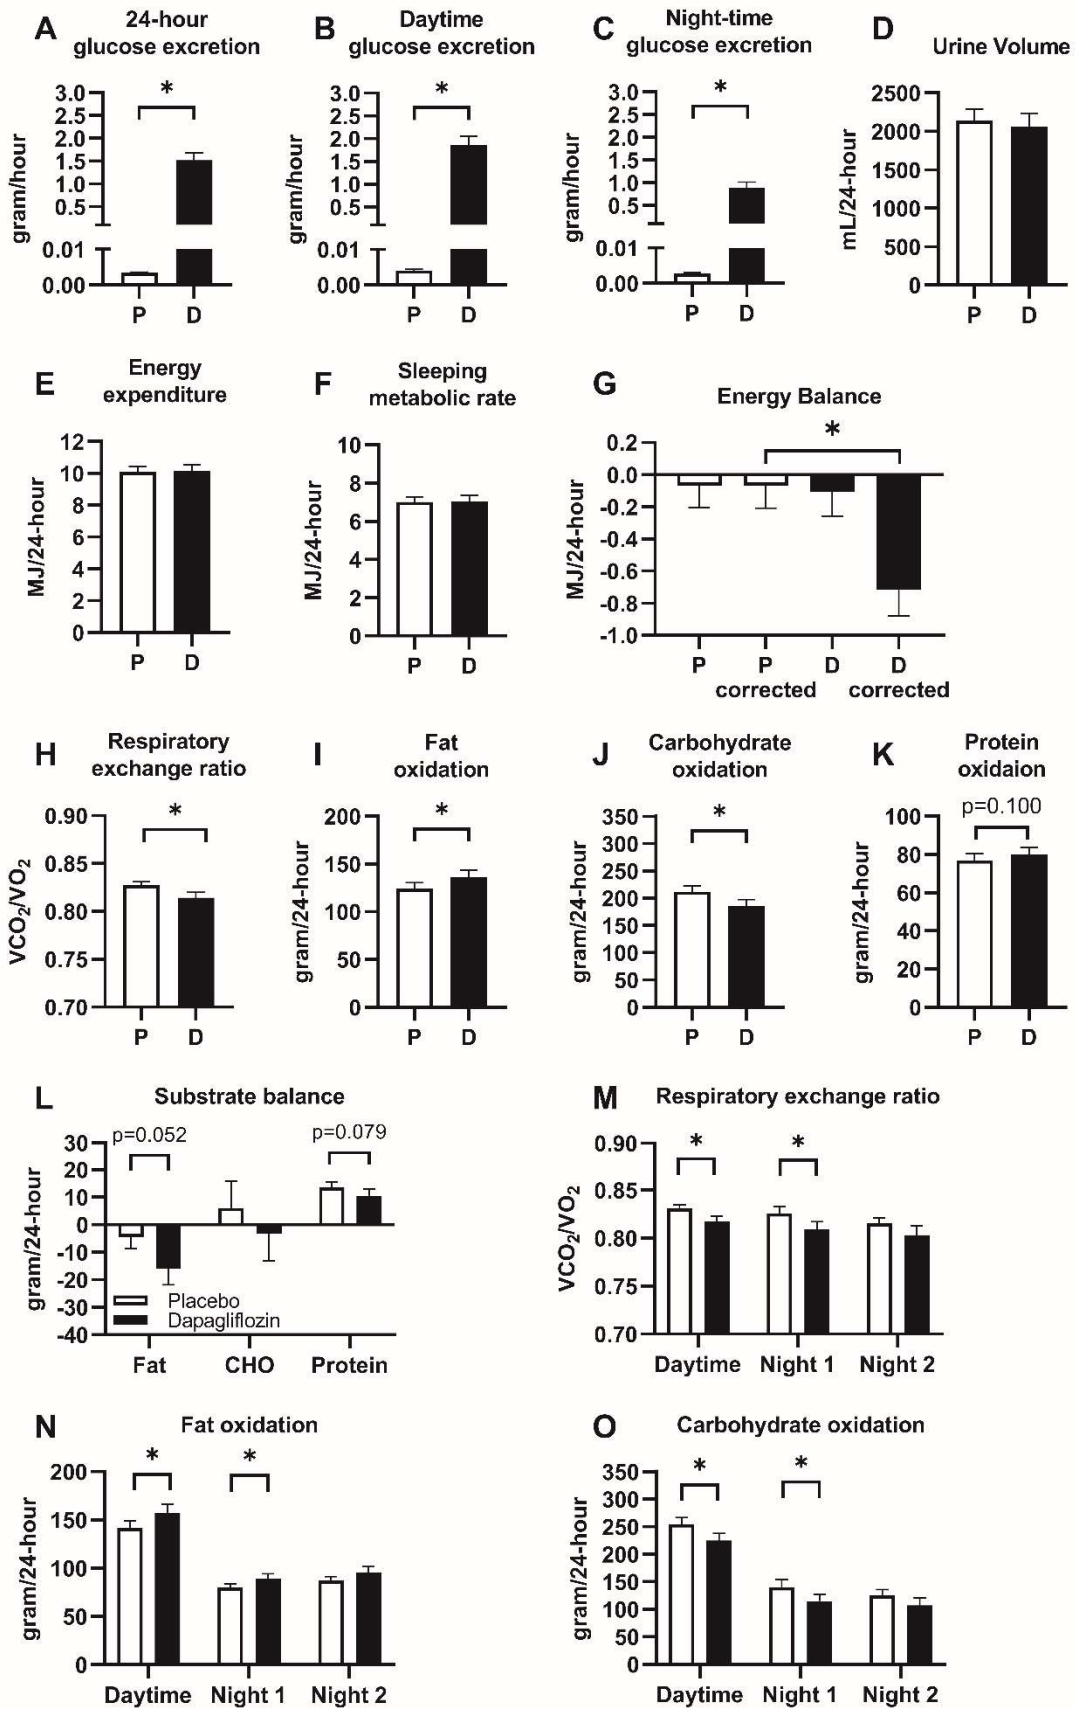 A
24-hour
glucose excretion
*
gram/hour
3.0
2.5
2.0
1.5
1.0
0.5
0.01
0.00
P D
B
Daytime
glucose excretion
*
gram/hour
3.0
2.5
2.0
1.5
1.0
0.5
0.01
0.00
P D
C
Night-time
glucose excretion
*
gram/hour
3.0
2.5
2.0
1.5
1.0
0.5
0.01
0.00
P D
D
Urine Volume
mL/24-hour
2500
2000
1500
1000
500
0
P D
E
Energy
expenditure
MJ/24-hour
12
10
8
6
4
2
0
P D
F
Sleeping
metabolic rate
MJ/24-hour
10
8
6
4
2
0
P D
G
Energy Balance
*
MJ/24-hour
0.2
0.0
-0.2
-0.4
-0.6
-0.8
-1.0
P P D D
corrected corrected
H
Respiratory
exchange ratio
*
VCO2/VO2
0.90
0.85
0.80
0.75
0.70
P D
I
Fat
oxidation
*
gram/24-hour
200
150
100
50
0
P D
J
Carbohydrate
oxidation
*
gram/24-hour
350
300
250
200
150
100
50
0
P D
K
Protein
oxidaion
p=0.100
gram/24-hour
100
80
60
40
20
0
P D
L
Substrate balance
p=0.052
p=0.079
gram/24-hour
30
20
10
0
-10
-20
-30
-40
Placebo
Dapagliflozin
Fat CHO Protein
M
Respiratory exchange ratio
* *
VCO2/VO2
0.90
0.85
0.80
0.75
0.70
Daytime Night 1 Night 2
N
Fat oxidation
* *
gram/24-hour
200
150
100
50
0
Daytime Night 1 Night 2
O
Carbohydrate oxidation
* *
gram/24-hour
350
300
250
200
150
100
50
0
Daytime Night 1 Night 2